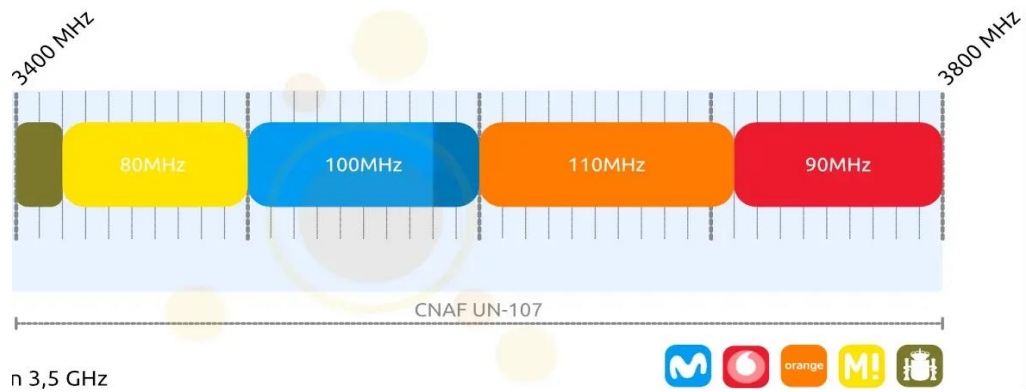 3400 MHz
3800 MHz
80MHz
100MHz
110MHz
90MHz
CNAF UN-107
orange
M!
n 3,5 GHz